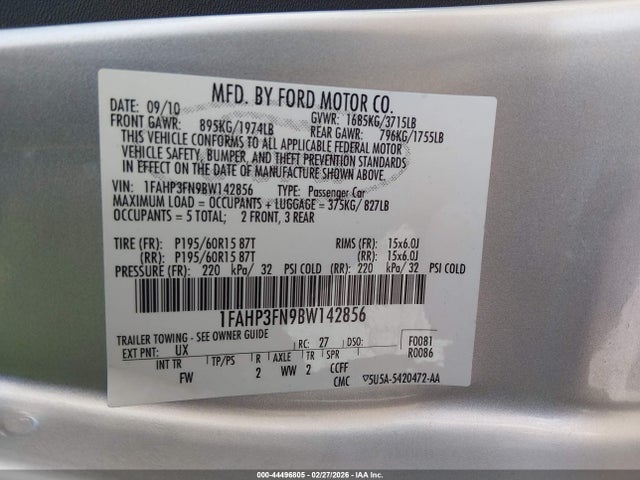 MFD. BY FORD MOTOR CO.
DATE: 09/10 GVWR: 1685KG/3715LB
FRONT GAWR: 895KG/1974LB REAR GAWR: 796KG/1755LB
THIS VEHICLE CONFORMS TO ALL APPLICABLE FEDERAL MOTOR
VEHICLE SAFETY, BUMPER, AND THEFT PREVENTION STANDARDS
IN EFFECT ON THE DATE OF MANUFACTURE SHOWN ABOVE.
VIN: 1FAHP3FN9BW142856 TYPE: Passenger Car
MAXIMUM LOAD = OCCUPANTS + LUGGAGE = 375KG/ 827LB
OCCUPANTS = 5 TOTAL; 2 FRONT, 3 REAR
TIRE (FR): P195/60R15 87T RIMS (FR): 15x6.0J
(RR): P195/60R15 87T (RR): 15x6.0J
PRESSURE (FR): 220 kPa/ 32 PSI COLD (RR): 220 kPa/ 32 PSI COLD
1FAHP3FN9BW142856
TRAILER TOWING - SEE OWNER GUIDE F0081
EXT PNT: UX RC: 27 DSO: R0086
INT TR TP/PS R AXLE TR SPR
FW 2 WW 2 CCFF
CMC 5U5A-5420472-AA
000-44496805 - 02/27/2026 - IAAI.COM